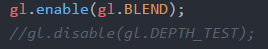 gl.enable(gl.BLEND);
//gl.disable(gl.DEPTH_TEST);